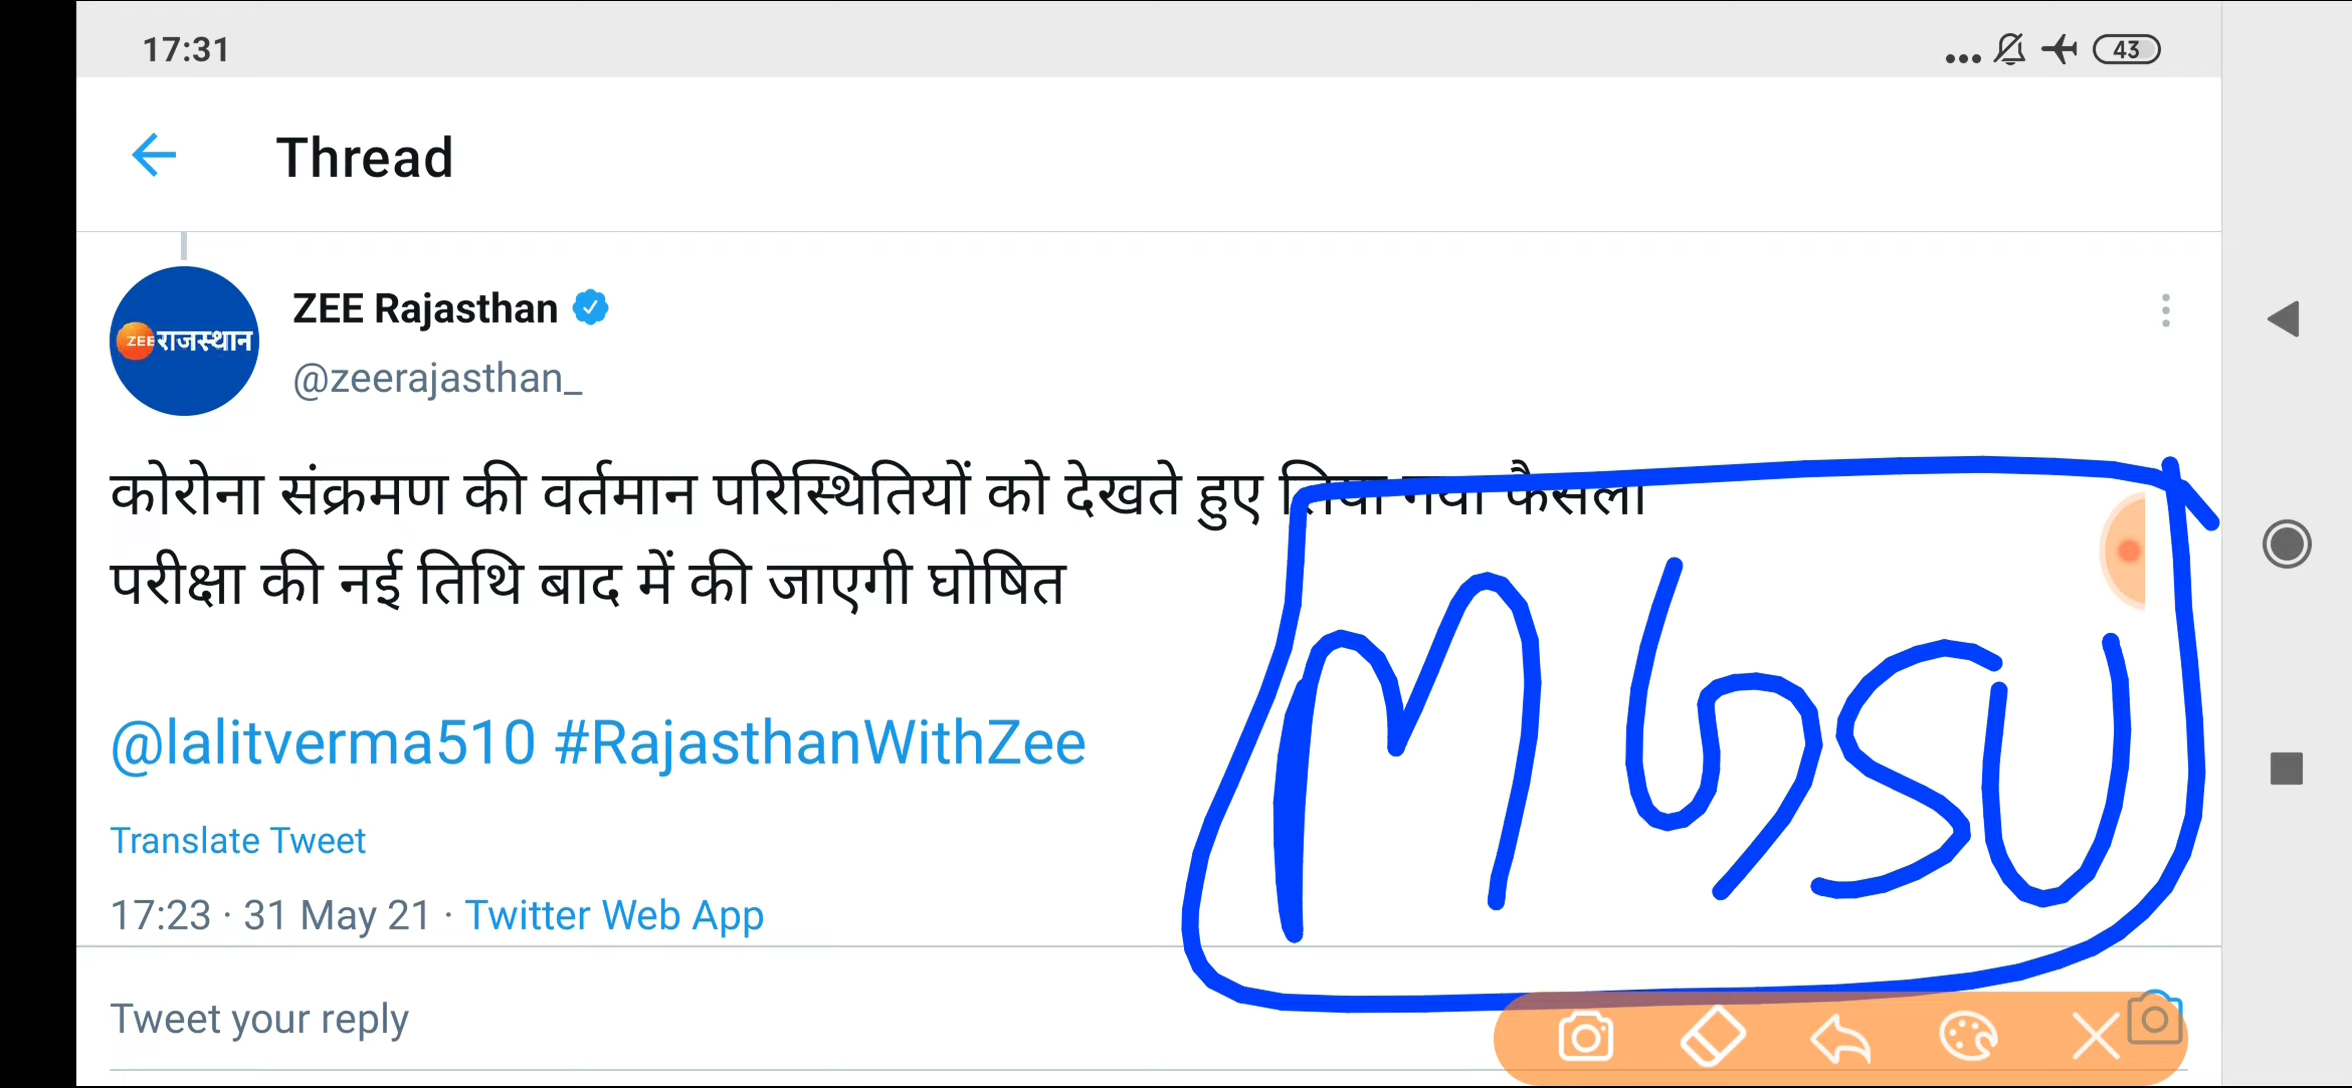 17:31
43
Thread
ZEE राजस्थान
ZEE Rajasthan
@zeerajasthan_
कोरोना संक्रमण की वर्तमान परिस्थितियों को देखते हुए लिया गया फैसला
परीक्षा की नई तिथि बाद में की जाएगी घोषित
MGSU
@lalitverma510 #RajasthanWithZee
Translate Tweet
17:23 · 31 May 21 · Twitter Web App
Tweet your reply